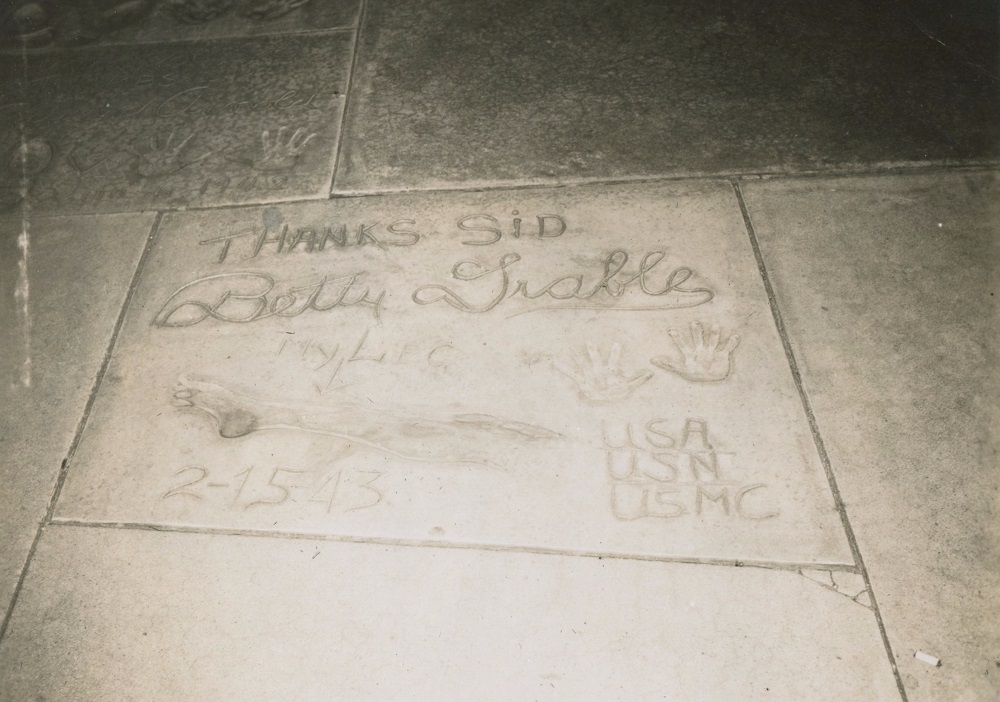 THANKS SiD
Betty Grable
My LEG
2-15-43
USA
USN
USMC